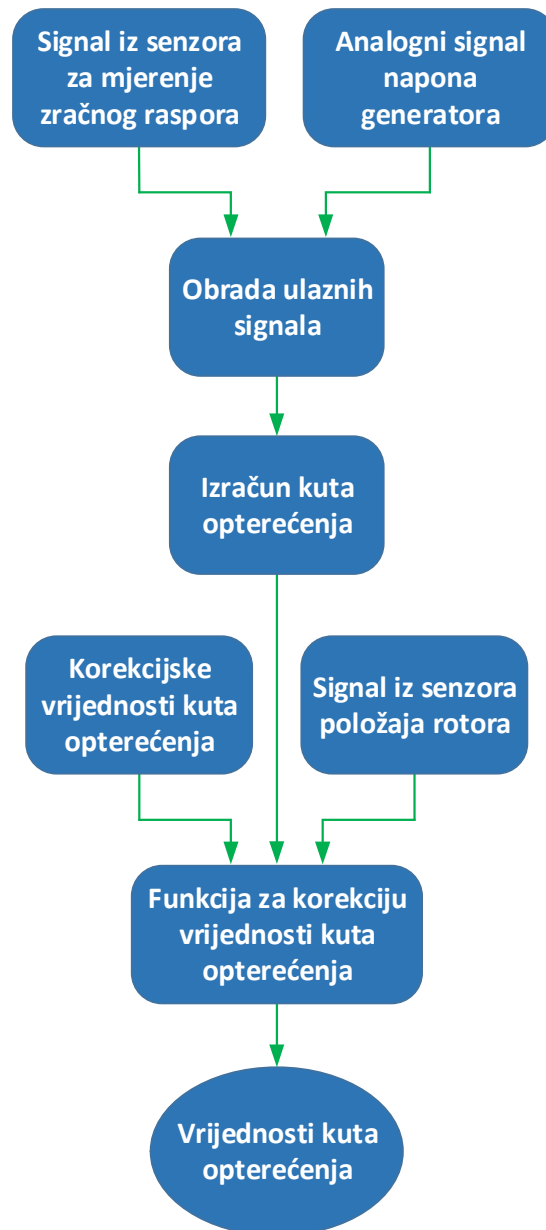 Signal iz senzora
za mjerenje
zračnog raspora
Analogni signal
napona
generatora
Obrada ulaznih
signala
Izračun kuta
opterećenja
Korekcijske
vrijednosti kuta
opterećenja
Signal iz senzora
položaja rotora
Funkcija za korekciju
vrijednosti kuta
opterećenja
Vrijednosti kuta
opterećenja